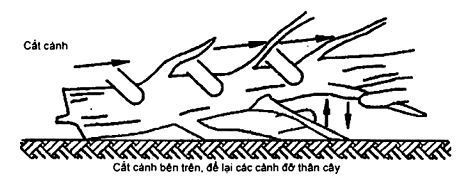 Cắt cành
Cắt cành bên trên, để lại các cành đỡ thân cây